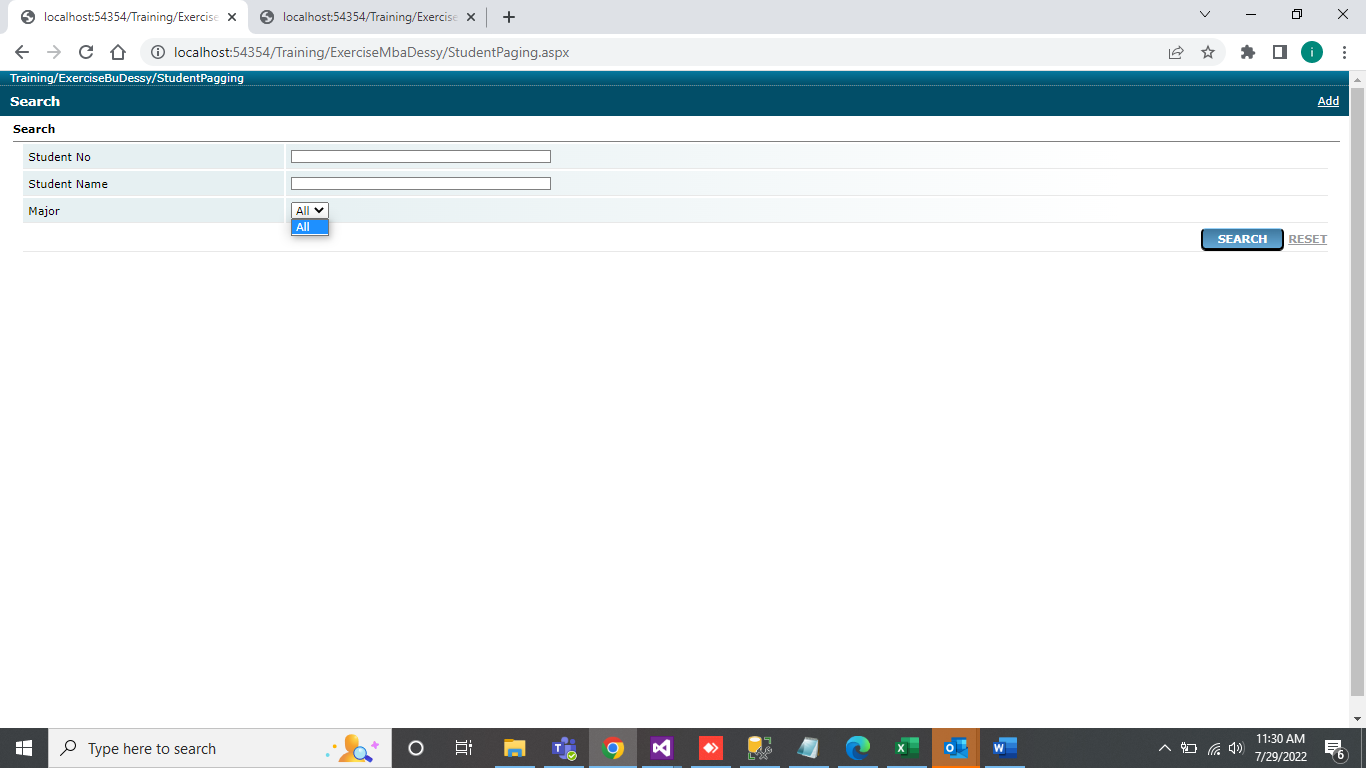 localhost:54354/Training/Exercise
localhost:54354/Training/Exercise
localhost:54354/Training/ExerciseMbaDessy/StudentPaging.aspx
i
Training/ExerciseBuDessy/StudentPagging
Search
Add
Search
Student No
Student Name
Major
All
All
SEARCH
RESET
Type here to search
11:30 AM
7/29/2022
6